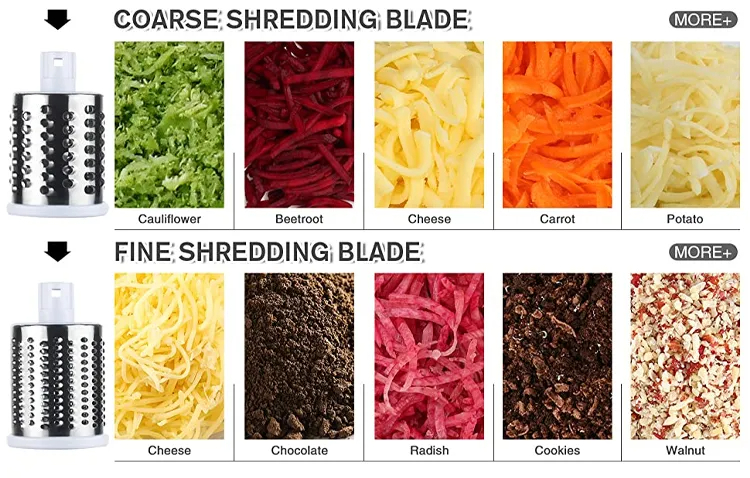 COARSE SHREDDING BLADE
MORE+
Cauliflower
Beetroot
Cheese
Carrot
Potato
FINE SHREDDING BLADE
MORE+
Cheese
Chocolate
Radish
Cookies
Walnut